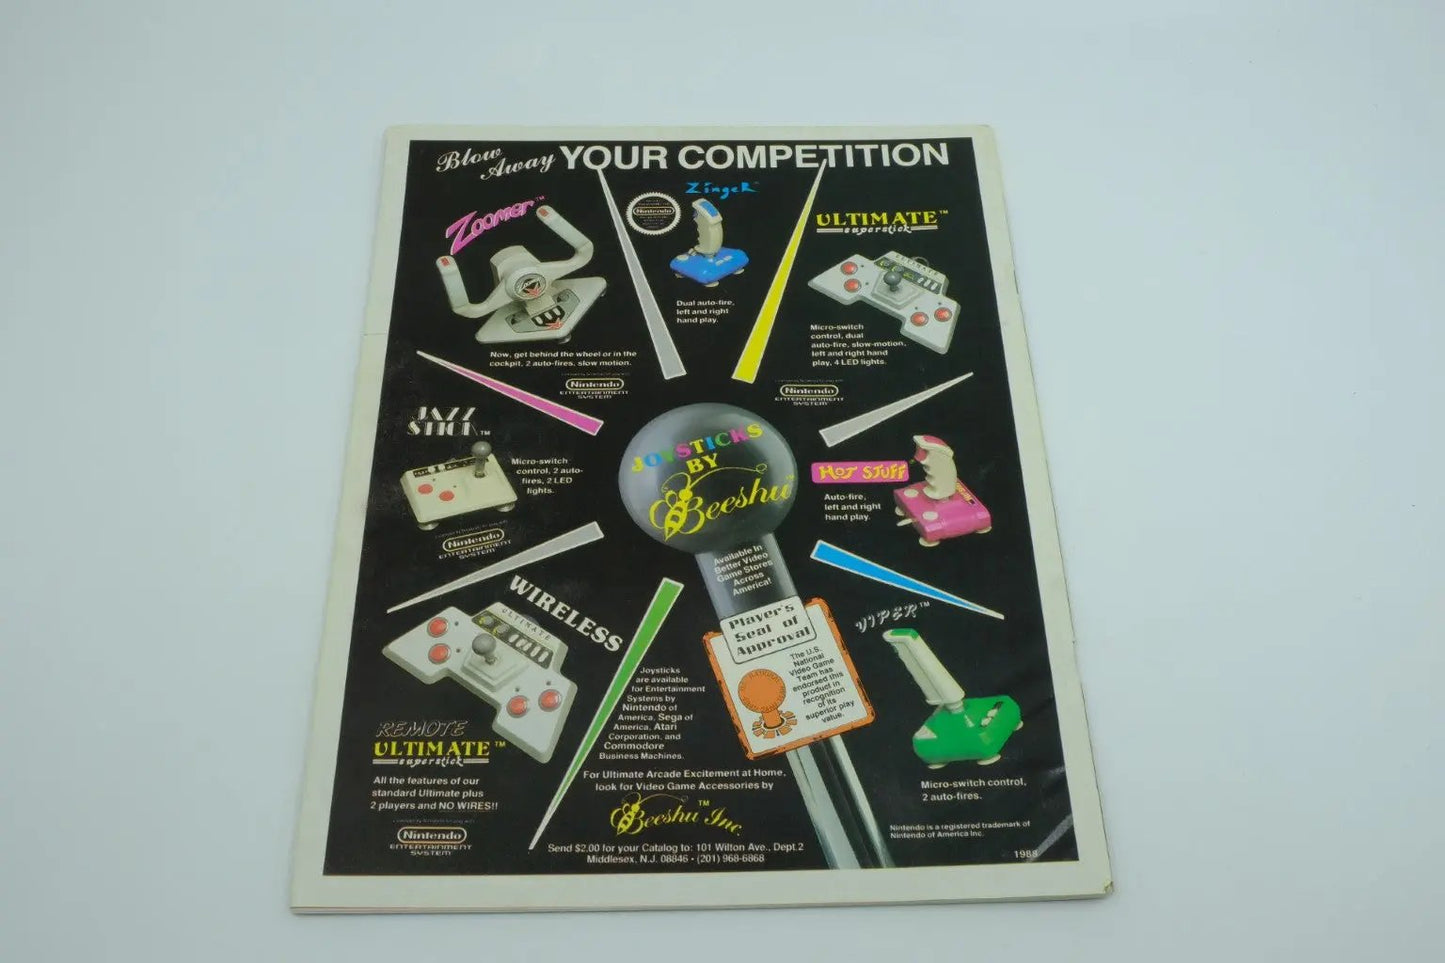 Blow
Away
YOUR COMPETITION
Zoomer™
Now, get behind the wheel or in the
cockpit, 2 auto-fires, slow motion.
Nintendo
ENTERTAINMENT
SYSTEM
Nintendo
Zinger™
Dual auto-fire,
left and right
hand play.
ULTIMATE™
superstick
ULTIMATE
Micro-switch
control, dual
auto-fire, slow-motion,
left and right hand
play, 4 LED lights.
Nintendo
ENTERTAINMENT
SYSTEM
JAZZ
STICK™
Micro-switch
control, 2 auto-
fires, 2 LED
lights.
Nintendo
ENTERTAINMENT
SYSTEM
JOYSTICKS
BY
Beeshu™
Available In
Better Video
Game Stores
Across
America!
Player's
Seal of
Approval
The U.S.
National
Video Game
Team has
endorsed this
product in
recognition
of its
superior play
value.
HOT STUFF
Auto-fire,
left and right
hand play.
VIPER™
Micro-switch control,
2 auto-fires.
WIRELESS
ULTIMATE
REMOTE
ULTIMATE™
superstick
All the features of our
standard Ultimate plus
2 players and NO WIRES!!
Nintendo
ENTERTAINMENT
SYSTEM
Joysticks
are available
for Entertainment
Systems by
Nintendo of
America, Sega of
America, Atari
Corporation, and
Commodore
Business Machines.
For Ultimate Arcade Excitement at Home,
look for Video Game Accessories by
Beeshu Inc.™
Send $2.00 for your Catalog to: 101 Wilton Ave., Dept.2
Middlesex, N.J. 08846 • (201) 968-6868
Nintendo is a registered trademark of
Nintendo of America Inc.
1988